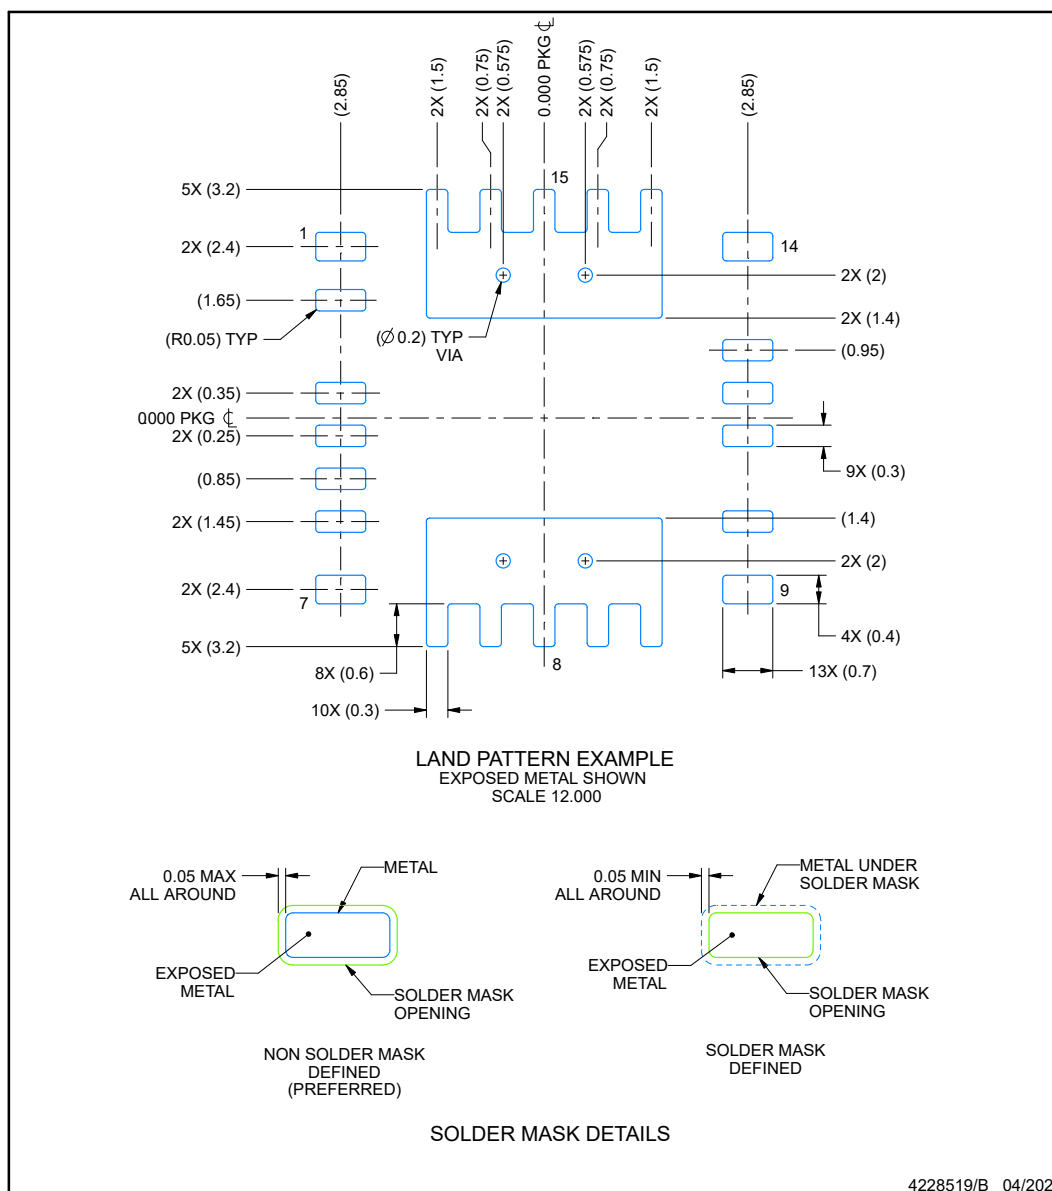 (2.85)
2X (1.5)
2X (0.75)
2X (0.575)
0.000 PKG ℄
2X (0.575)
2X (0.75)
2X (1.5)
(2.85)
5X (3.2)
15
1
2X (2.4)
14
(1.65)
2X (2)
(R0.05) TYP
(Ø 0.2) TYP
VIA
2X (1.4)
(0.95)
2X (0.35)
0.000 PKG ℄
2X (0.25)
(0.85)
9X (0.3)
2X (1.45)
(1.4)
2X (2)
2X (2.4)
7
9
5X (3.2)
8X (0.6)
8
4X (0.4)
13X (0.7)
10X (0.3)
LAND PATTERN EXAMPLE
EXPOSED METAL SHOWN
SCALE 12.000
0.05 MAX
ALL AROUND
METAL
EXPOSED
METAL
SOLDER MASK
OPENING
NON SOLDER MASK
DEFINED
(PREFERRED)
0.05 MIN
ALL AROUND
METAL UNDER
SOLDER MASK
EXPOSED
METAL
SOLDER MASK
OPENING
SOLDER MASK
DEFINED
SOLDER MASK DETAILS
4228519/B 04/202